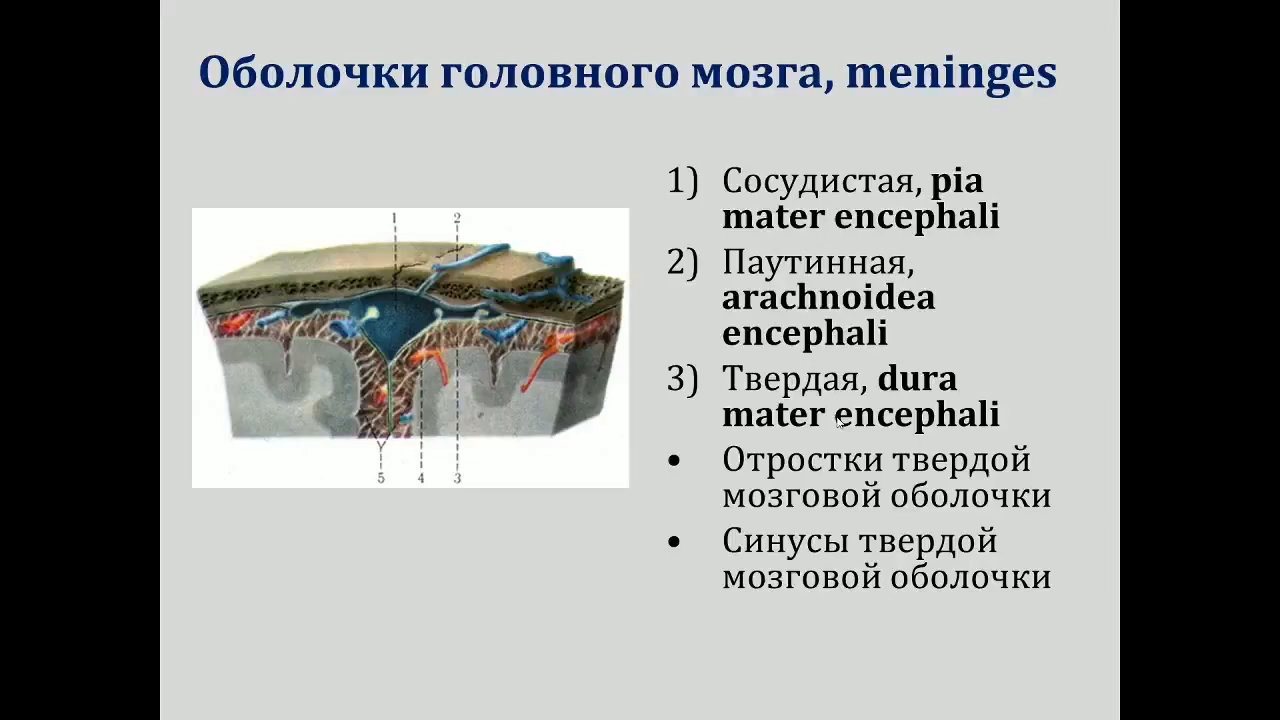 Оболочки головного мозга, meninges
1 2
5 4 3
1) Сосудистая, pia
mater encephali
2) Паутинная,
arachnoidea
encephali
3) Твердая, dura
mater encephali
• Отростки твердой
мозговой оболочки
• Синусы твердой
мозговой оболочки